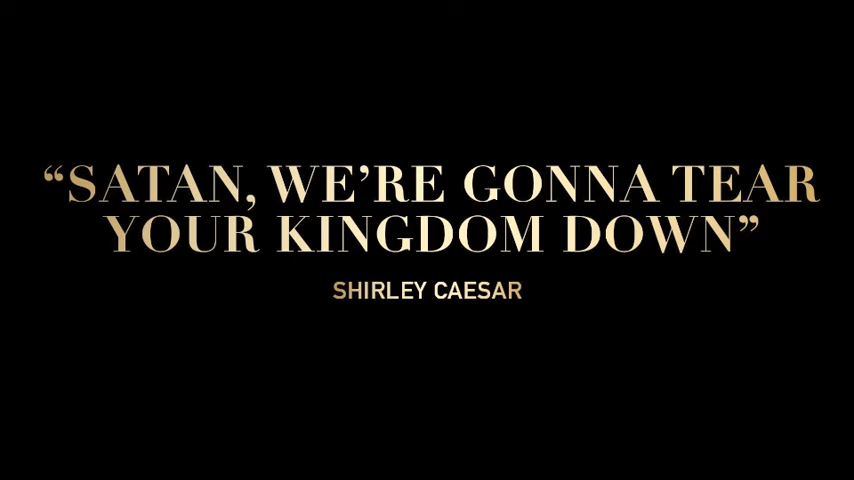 “SATAN, WE’RE GONNA TEAR
YOUR KINGDOM DOWN”
SHIRLEY CAESAR